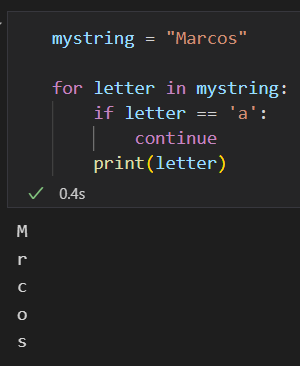 mystring = "Marcos"
for letter in mystring:
    if letter == 'a':
        continue
    print(letter)
0.4s
M
r
c
o
s